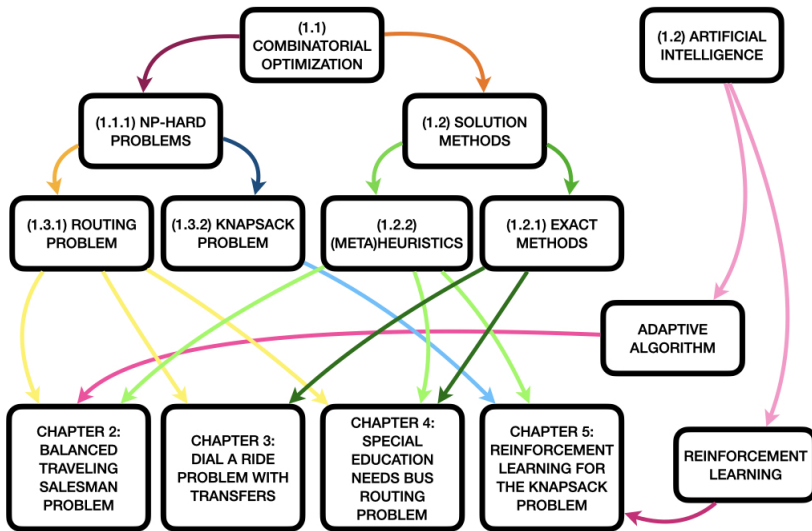 (1.1)
COMBINATORIAL
OPTIMIZATION
(1.2) ARTIFICIAL
INTELLIGENCE
(1.1.1) NP-HARD
PROBLEMS
(1.2) SOLUTION
METHODS
(1.3.1) ROUTING
PROBLEM
(1.3.2) KNAPSACK
PROBLEM
(1.2.2)
(META)HEURISTICS
(1.2.1) EXACT
METHODS
ADAPTIVE
ALGORITHM
CHAPTER 2:
BALANCED
TRAVELING
SALESMAN
PROBLEM
CHAPTER 3:
DIAL A RIDE
PROBLEM WITH
TRANSFERS
CHAPTER 4:
SPECIAL
EDUCATION
NEEDS BUS
ROUTING
PROBLEM
CHAPTER 5:
REINFORCEMENT
LEARNING FOR
THE KNAPSACK
PROBLEM
REINFORCEMENT
LEARNING